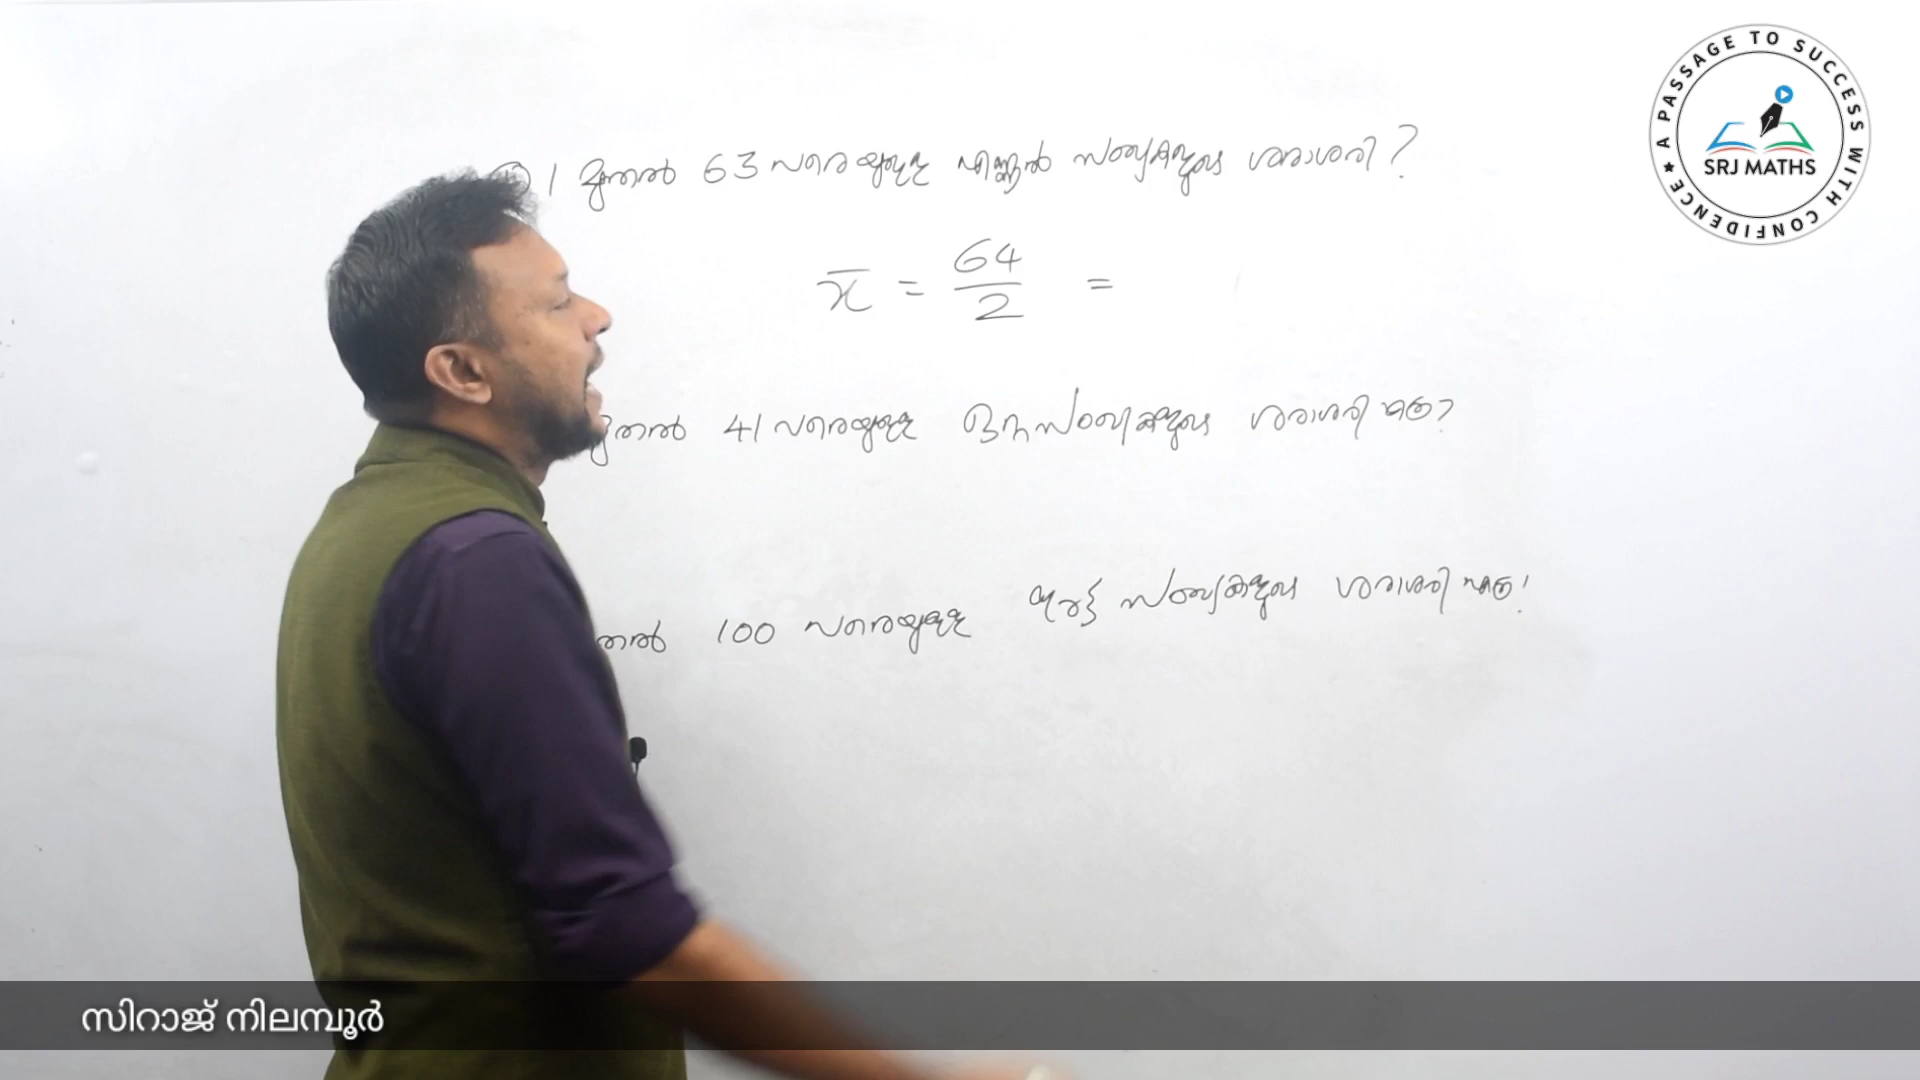 1 മുതൽ 63 വരെയുള്ള എണ്ണൽ സംഖ്യകളുടെ ശരാശരി ?
x̄ = 64/2 =
മുതൽ 41 വരെയുള്ള ഒറ്റസംഖ്യകളുടെ ശരാശരി എത്ര?
തൽ 100 വരെയുള്ള ഇരട്ട സംഖ്യകളുടെ ശരാശരി എത്ര!
A PASSAGE TO SUCCESS WITH CONFIDENCE
SRJ MATHS
സിറാജ് നിലമ്പൂർ